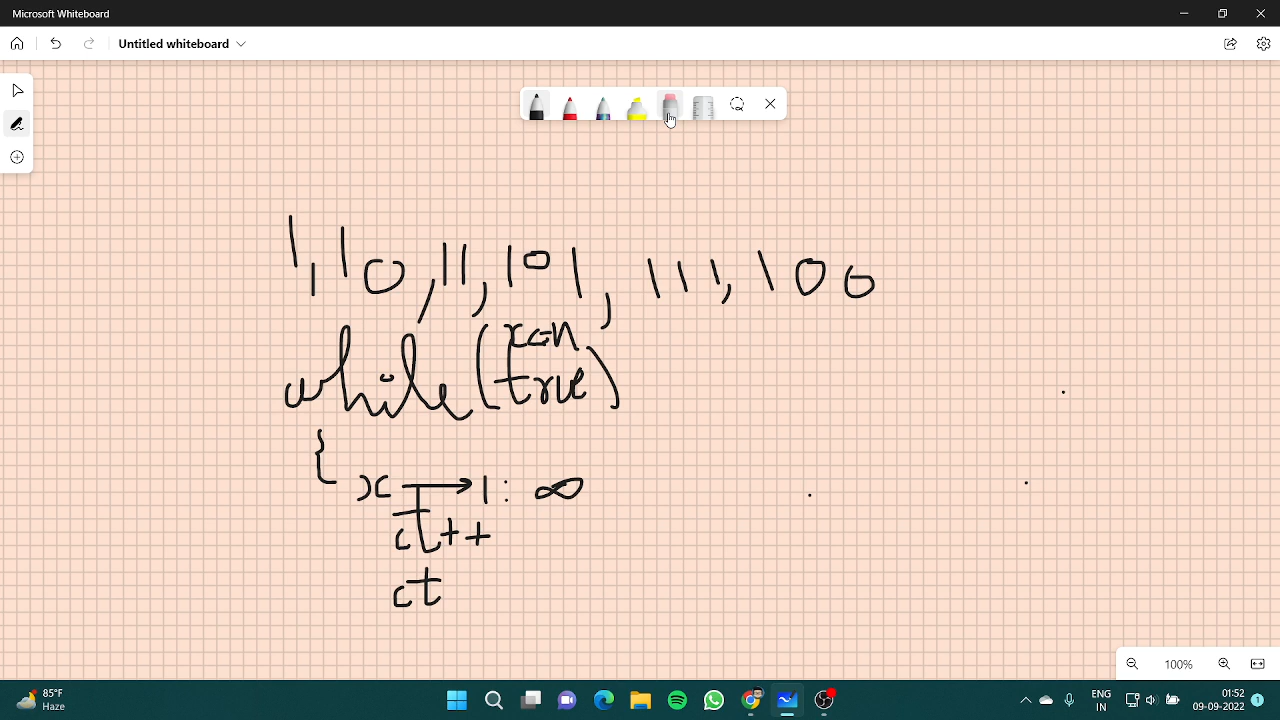 Microsoft Whiteboard
Untitled whiteboard
1, 10, 11, 101, 111, 100
x<=n
while(true)
{
x → 1 : ∞
ct++
ct
100%
85°F
Haze
ENG
IN
01:52
09-09-2022
1